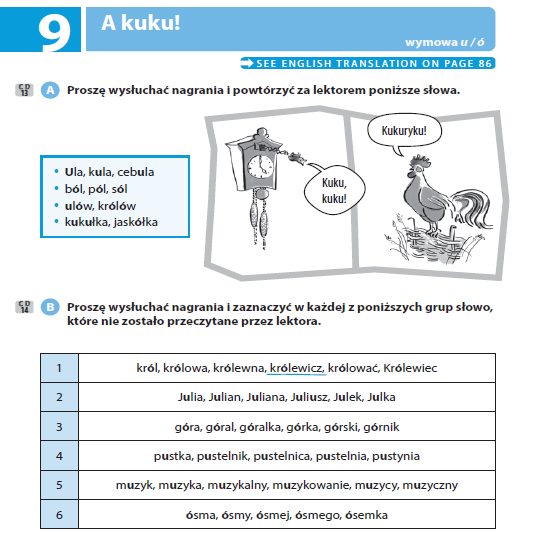 9
A kuku!
wymowa u / ó
SEE ENGLISH TRANSLATION ON PAGE 86
CD
13
A
Proszę wysłuchać nagrania i powtórzyć za lektorem poniższe słowa.
• Ula, kula, cebula
• ból, pól, sól
• ulów, królów
• kukułka, jaskółka
Kuku,
kuku!
Kukuryku!
CD
14
B
Proszę wysłuchać nagrania i zaznaczyć w każdej z poniższych grup słowo,
które nie zostało przeczytane przez lektora.
1 król, królowa, królewna, królewicz, królować, Królewiec
2 Julia, Julian, Juliana, Juliusz, Julek, Julka
3 góra, góral, góralka, górka, górski, górnik
4 pustka, pustelnik, pustelnica, pustelnia, pustynia
5 muzyk, muzyka, muzykalny, muzykowanie, muzycy, muzyczny
6 ósma, ósmy, ósmej, ósmego, ósemka